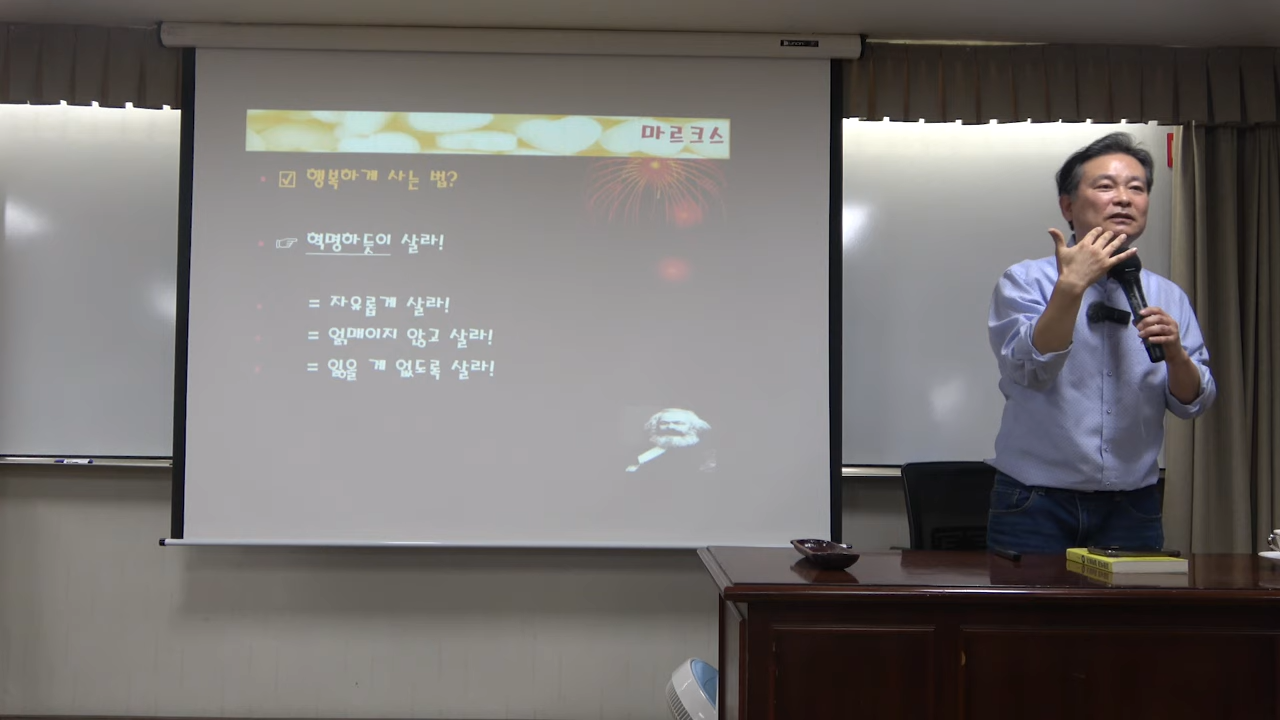 마르크스
☑ 행복하게 사는 법?
☞ 혁명하듯이 살라!
= 자유롭게 살라!
= 얽매이지 않고 살라!
= 잃을 게 없도록 살라!